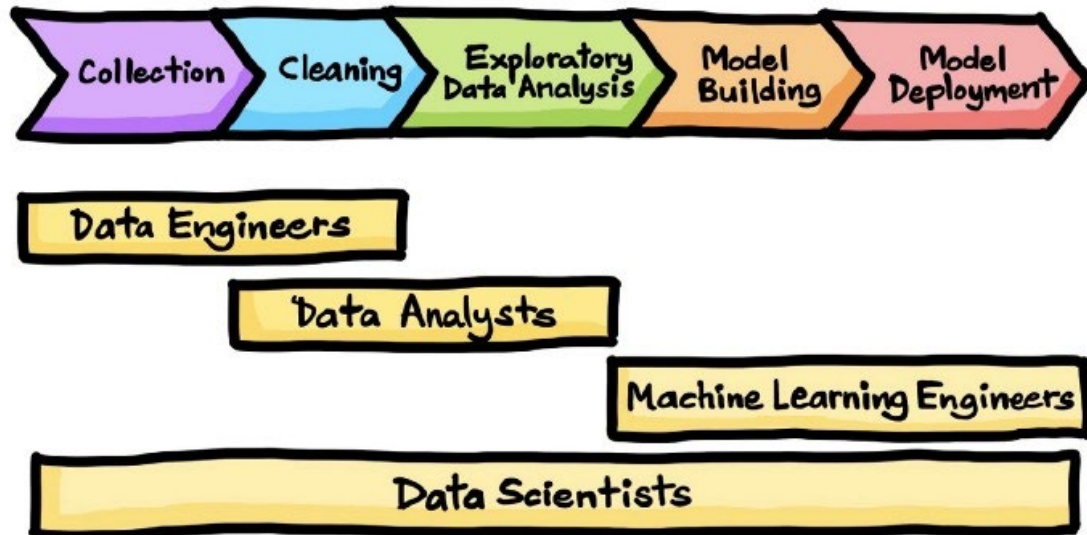 Collection
Cleaning
Exploratory
Data Analysis
Model
Building
Model
Deployment
Data Engineers
Data Analysts
Machine Learning Engineers
Data Scientists